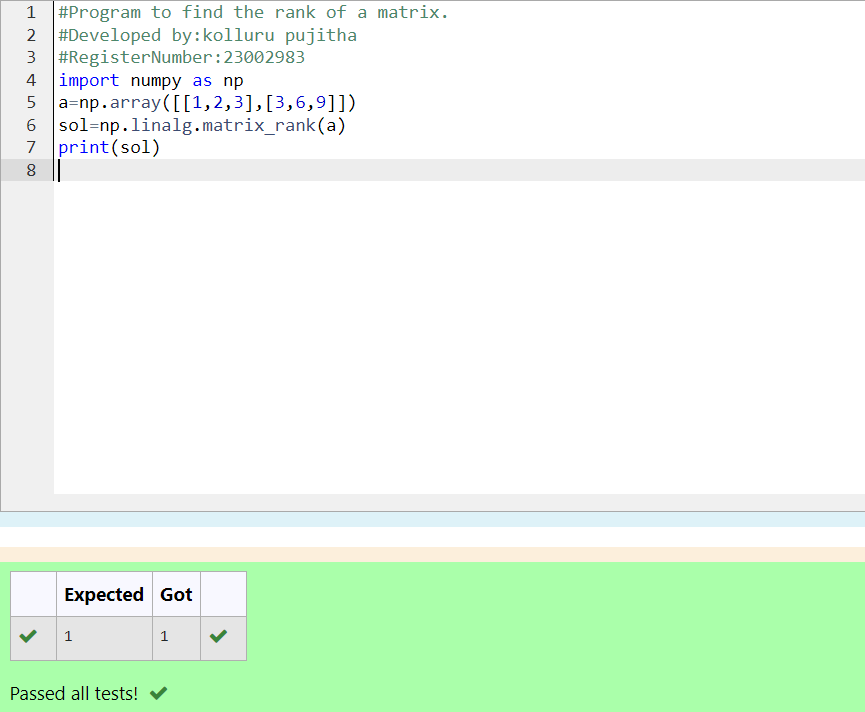 1 #Program to find the rank of a matrix.
2 #Developed by:kolluru pujitha
3 #RegisterNumber:23002983
4 import numpy as np
5 a=np.array([[1,2,3],[3,6,9]])
6 sol=np.linalg.matrix_rank(a)
7 print(sol)
8
Expected Got
1 1
Passed all tests!